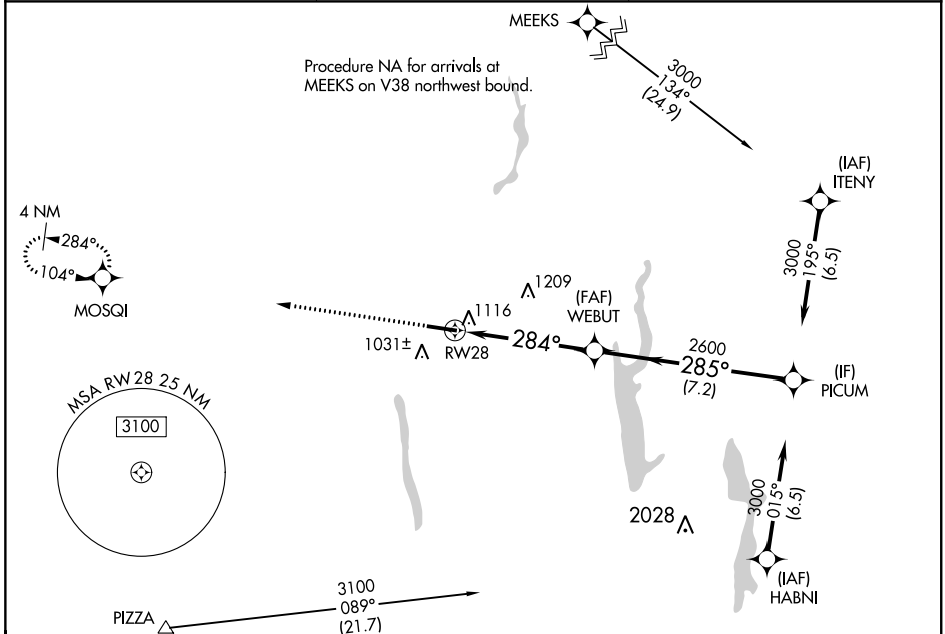 MEEKS
Procedure NA for arrivals at
MEEKS on V38 northwest bound.
3000
134°
(24.9)
(IAF)
ITENY
3000
195°
(6.5)
4 NM
284°
104°
MOSQI
1209
1116
1031±
RW28
284°
(FAF)
WEBUT
2600
285°
(7.2)
(IF)
PICUM
MSA RW 28 25 NM
3100
3000
015°
(6.5)
2028
(IAF)
HABNI
3100
089°
(21.7)
PIZZA